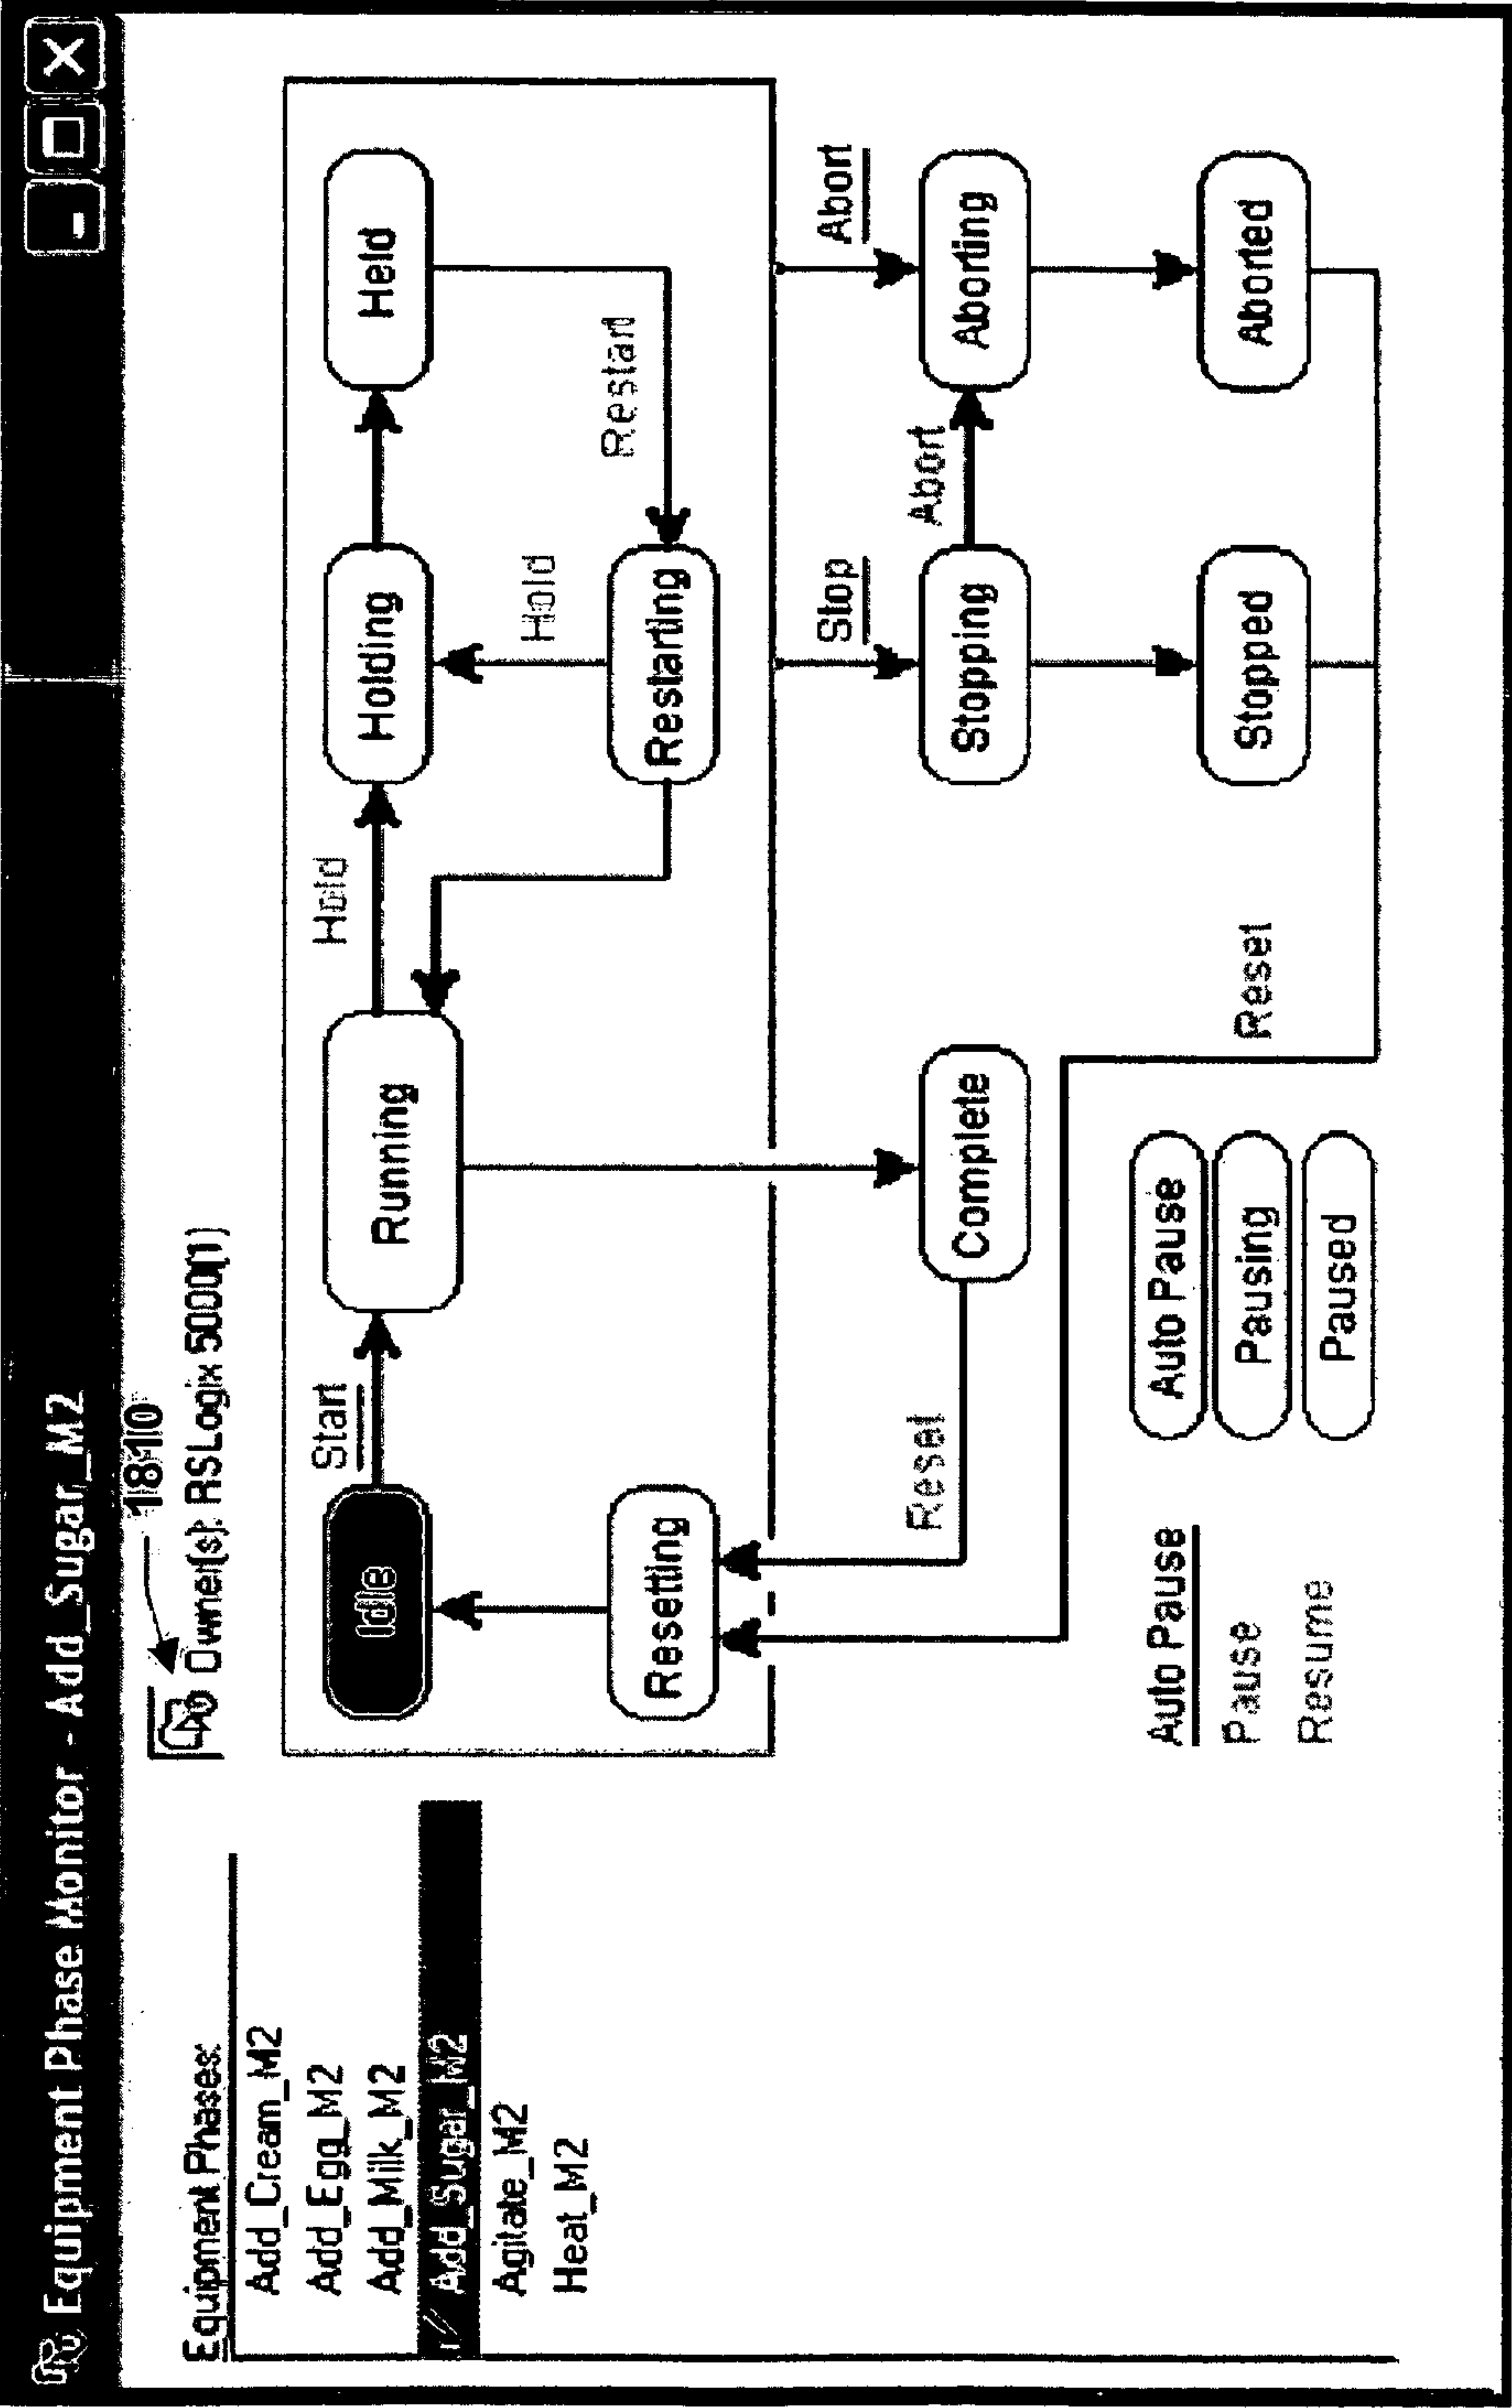 Equipment Phase Monitor - Add_Sugar_M2
1810
Equipment Phases:
Owner(s): RSLogix 5000(1)
Add_Cream_M2
Add_Egg_M2
Add_Milk_M2
Add_Sugar_M2
Agitate_M2
Heat_M2
Start
Hold
Idle
Running
Holding
Held
Hold
Restart
Resetting
Restarting
Stop
Abort
Reset
Abort
Complete
Stopping
Aborting
Auto Pause
Auto Pause
Pause
Pausing
Reset
Stopped
Aborted
Resume
Paused